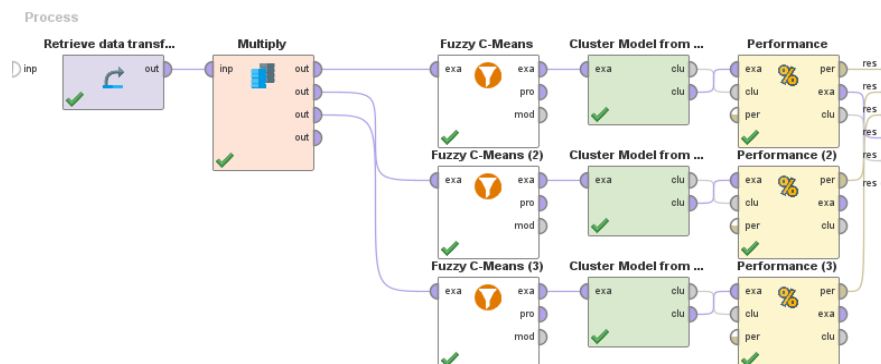 Process
Retrieve data transf...
Multiply
Fuzzy C-Means
Cluster Model from ...
Performance
inp
out
inp
out
out
out
out
exa
exa
pro
mod
exa
clu
clu
exa
clu
per
per
exa
clu
res
res
res
res
res
res
Fuzzy C-Means (2)
Cluster Model from ...
Performance (2)
exa
exa
pro
mod
exa
clu
clu
exa
clu
per
per
exa
clu
Fuzzy C-Means (3)
Cluster Model from ...
Performance (3)
exa
exa
pro
mod
exa
clu
clu
exa
clu
per
per
exa
clu